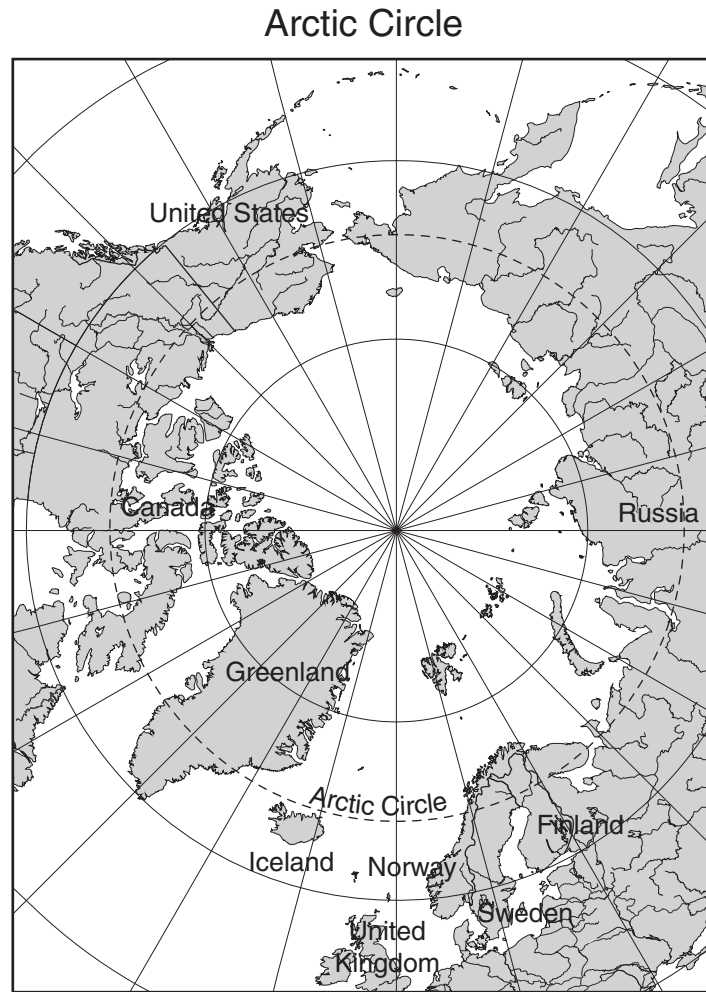 Arctic Circle
United States
Canada
Russia
Greenland
Arctic Circle
Finland
Iceland
Norway
Sweden
United
Kingdom